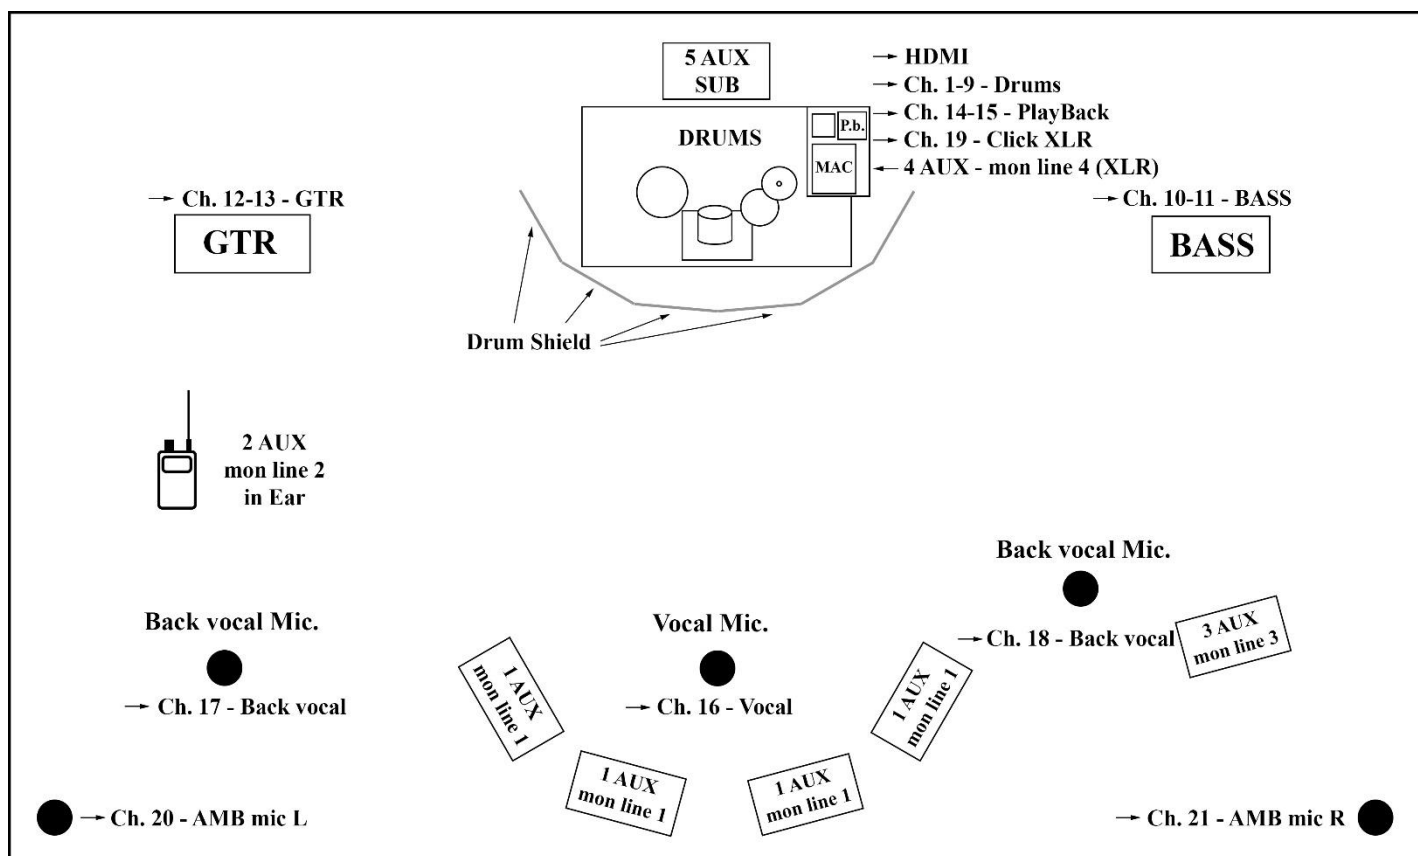 5 AUX
SUB
→ HDMI
→ Ch. 1-9 - Drums
→ Ch. 14-15 - PlayBack
P.b.
→ Ch. 19 - Click XLR
DRUMS
MAC
← 4 AUX - mon line 4 (XLR)
→ Ch. 12-13 - GTR
GTR
→ Ch. 10-11 - BASS
BASS
Drum Shield
2 AUX
mon line 2
in Ear
Back vocal Mic.
→ Ch. 18 - Back vocal
3 AUX
mon line 3
Back vocal Mic.
→ Ch. 17 - Back vocal
Vocal Mic.
→ Ch. 16 - Vocal
1 AUX
mon line 1
1 AUX
mon line 1
1 AUX
mon line 1
1 AUX
mon line 1
→ Ch. 20 - AMB mic L
→ Ch. 21 - AMB mic R